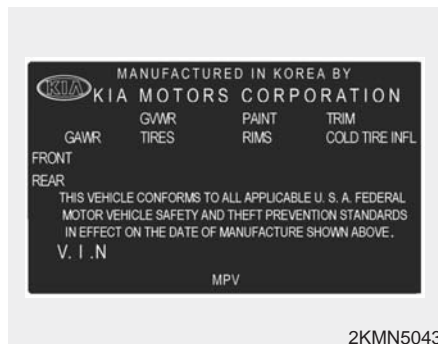 MANUFACTURED IN KOREA BY
KIA KIA MOTORS CORPORATION
GVWR PAINT TRIM
GAWR TIRES RIMS COLD TIRE INFL
FRONT
REAR
THIS VEHICLE CONFORMS TO ALL APPLICABLE U. S. A. FEDERAL
MOTOR VEHICLE SAFETY AND THEFT PREVENTION STANDARDS
IN EFFECT ON THE DATE OF MANUFACTURE SHOWN ABOVE.
V. I .N
MPV
2KMN5043